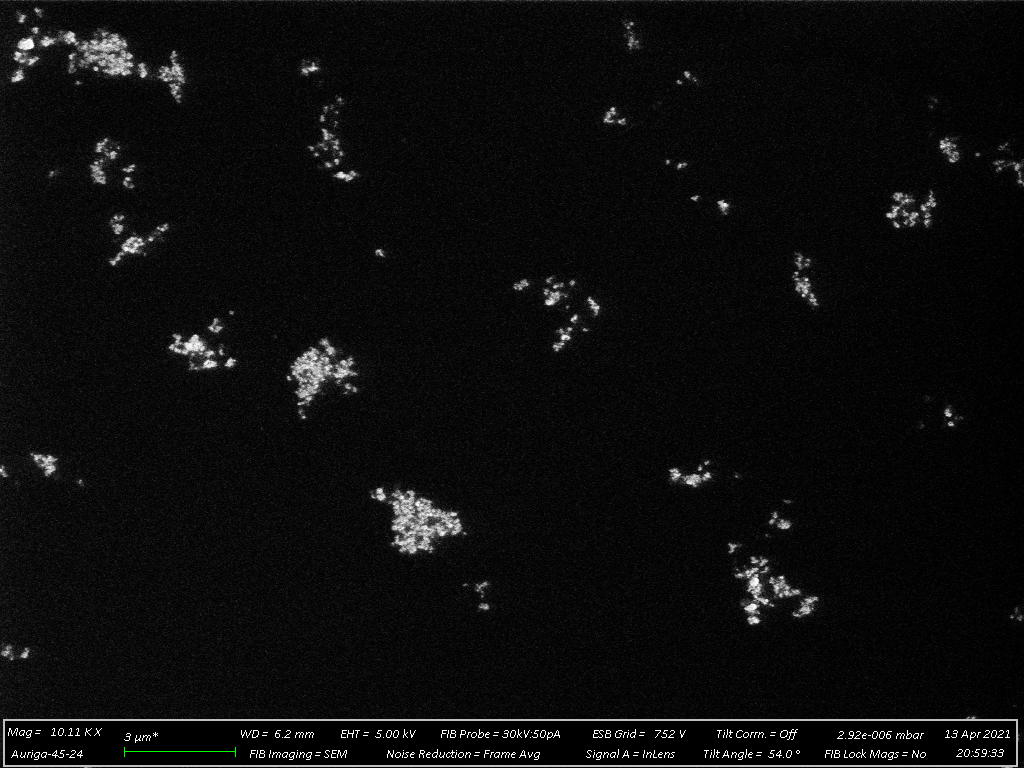 Mag = 10.11 K X 3 µm* WD = 6.2 mm EHT = 5.00 kV FIB Probe = 30kV:50pA ESB Grid = 752 V Tilt Corrn. = Off 2.92e-006 mbar 13 Apr 2021
Auriga-45-24 FIB Imaging = SEM Noise Reduction = Frame Avg Signal A = InLens Tilt Angle = 54.0 ° FIB Lock Mags = No 20:59:33